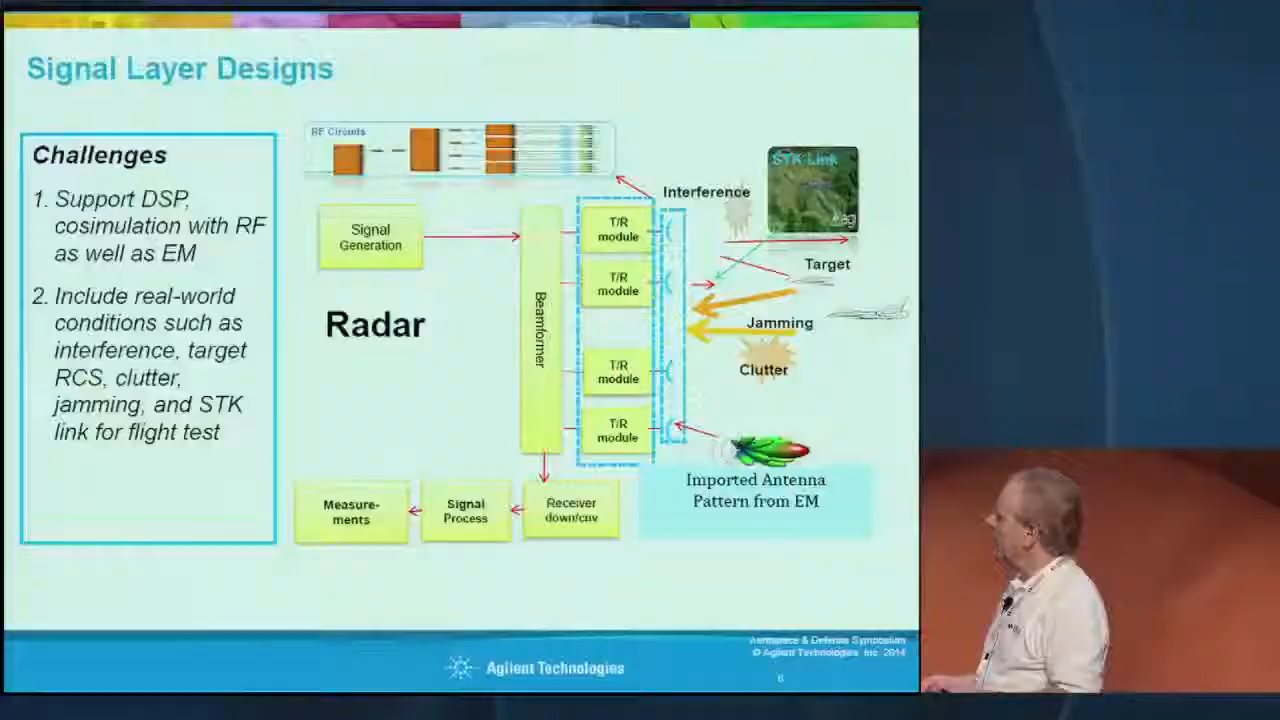 Signal Layer Designs
Challenges
1. Support DSP,
cosimulation with RF
as well as EM
2. Include real-world
conditions such as
interference, target
RCS, clutter,
jamming, and STK
link for flight test
RF Circuits
Signal
Generation
Radar
Beamformer
T/R
module
T/R
module
T/R
module
T/R
module
Interference
STK Link
Target
Jamming
Clutter
Imported Antenna
Pattern from EM
Measure-
ments
Signal
Process
Receiver
down/cnv
Aerospace & Defense Symposium
© Agilent Technologies, Inc. 2014
Agilent Technologies
6